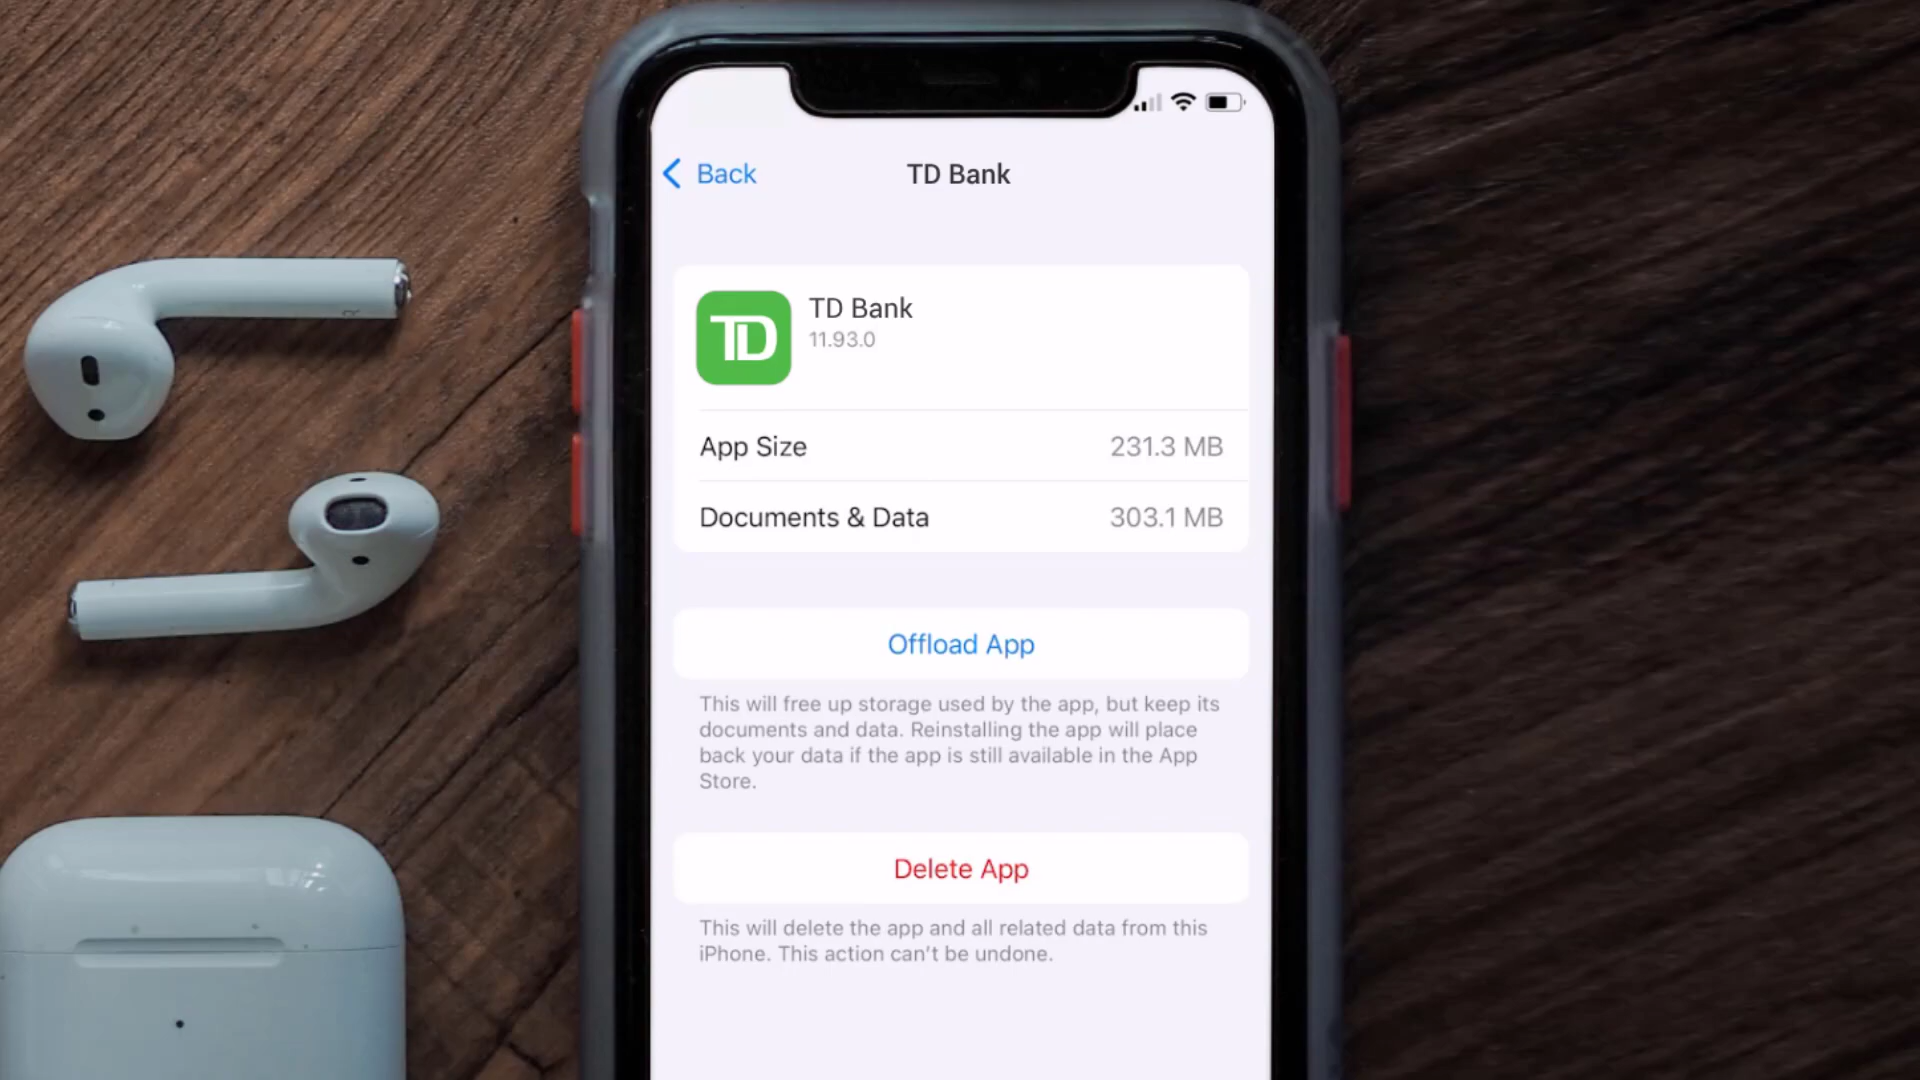 Back
TD Bank
TD
TD Bank
11.93.0
App Size 231.3 MB
Documents & Data 303.1 MB
Offload App
This will free up storage used by the app, but keep its
documents and data. Reinstalling the app will place
back your data if the app is still available in the App
Store.
Delete App
This will delete the app and all related data from this
iPhone. This action can't be undone.
R